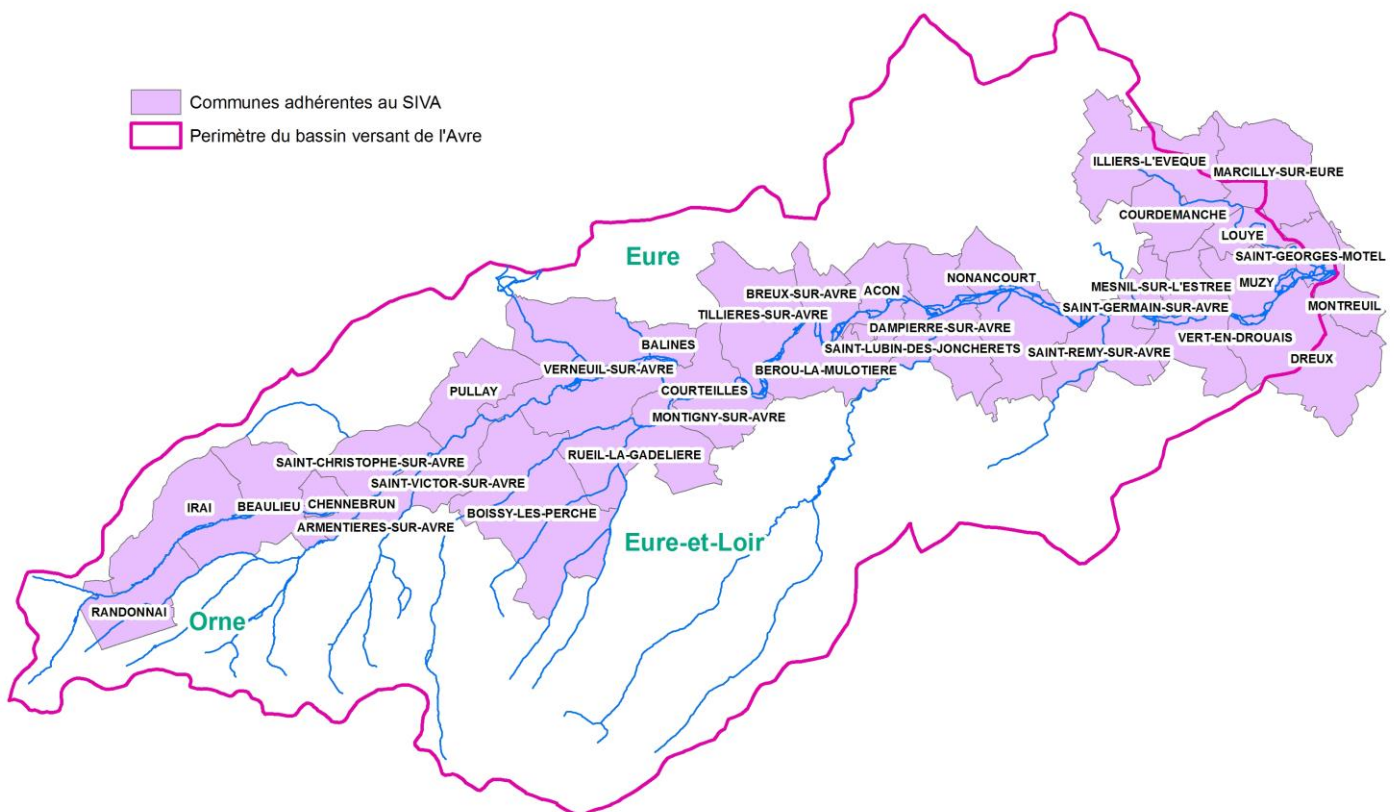 Communes adhérentes au SIVA
Perimètre du bassin versant de l'Avre
ILLIERS-L'EVEQUE
MARCILLY-SUR-EURE
COURDEMANCHE
LOUYE
Eure
SAINT-GEORGES-MOTEL
NONANCOURT
MUZY
MESNIL-SUR-L'ESTREE
ACON
BREUX-SUR-AVRE
MONTREUIL
SAINT-GERMAIN-SUR-AVRE
TILLIERES-SUR-AVRE
DAMPIERRE-SUR-AVRE
VERT-EN-DROUAIS
BALINES
SAINT-LUBIN-DES-JONCHERETS
SAINT-REMY-SUR-AVRE
DREUX
VERNEUIL-SUR-AVRE
BEROU-LA-MULOTIERE
PULLAY
COURTEILLES
MONTIGNY-SUR-AVRE
RUEIL-LA-GADELIERE
SAINT-CHRISTOPHE-SUR-AVRE
SAINT-VICTOR-SUR-AVRE
IRAI
BEAULIEU
CHENNEBRUN
BOISSY-LES-PERCHE
ARMENTIERES-SUR-AVRE
Eure-et-Loir
RANDONNAI
Orne